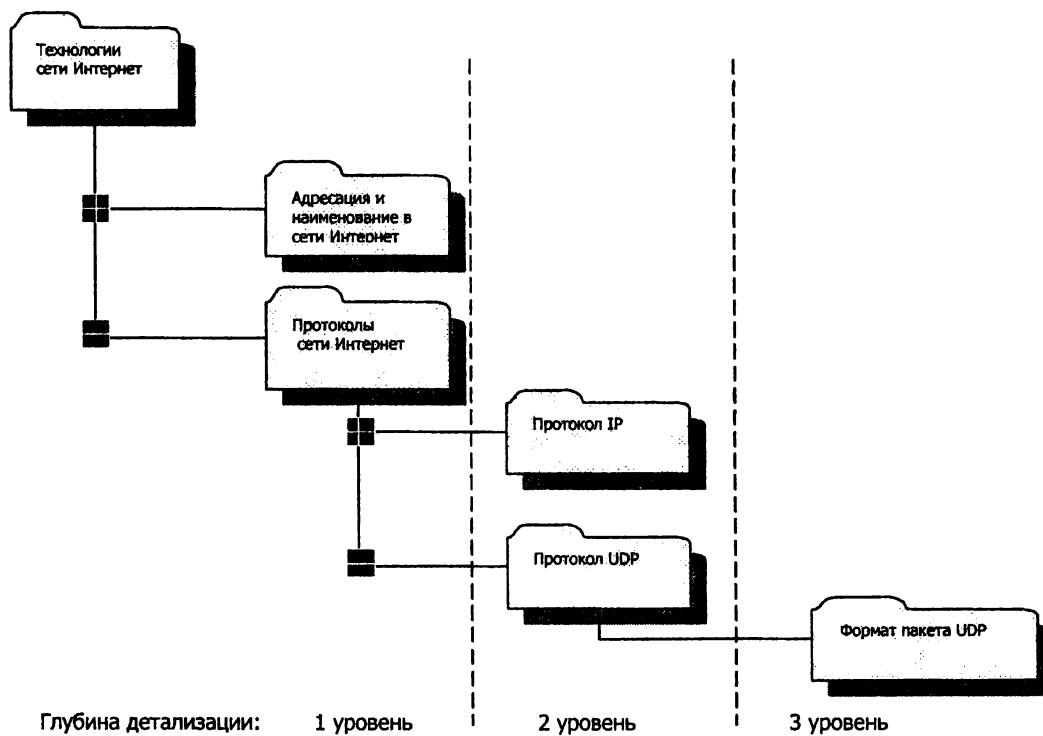 Технологии
сети Интернет
Адресация и
наименование в
сети Интернет
Протоколы
сети Интернет
Протокол IP
Протокол UDP
Формат пакета UDP
Глубина детализации: 1 уровень 2 уровень 3 уровень